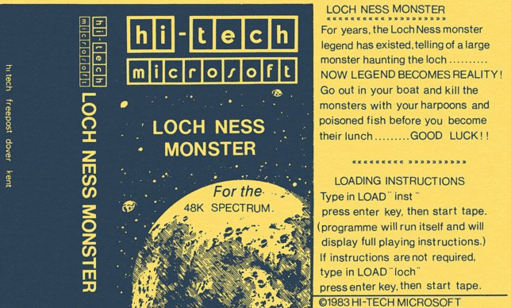 hi tech freepost dover kent
hi-tech
microsoft
LOCH NESS MONSTER
hi-tech
microsoft
LOCH NESS
MONSTER
For the
48K SPECTRUM.
LOCH NESS MONSTER
««««««««« »»»»»»»»»»
For years, the Loch Ness monster
legend has existed, telling of a large
monster haunting the loch ..........
NOW LEGEND BECOMES REALITY!
Go out in your boat and kill the
monsters with your harpoons and
poisoned fish before you become
their lunch .........GOOD LUCK!!
««««««««« »»»»»»»»»»
LOADING INSTRUCTIONS
Type in LOAD¨ inst¨
press enter key, then start tape.
(programme will run itself and will
display full playing instructions.)
If instructions are not required,
type in LOAD¨loch¨
press enter key, then start tape.
©1983 HI-TECH MICROSOFT